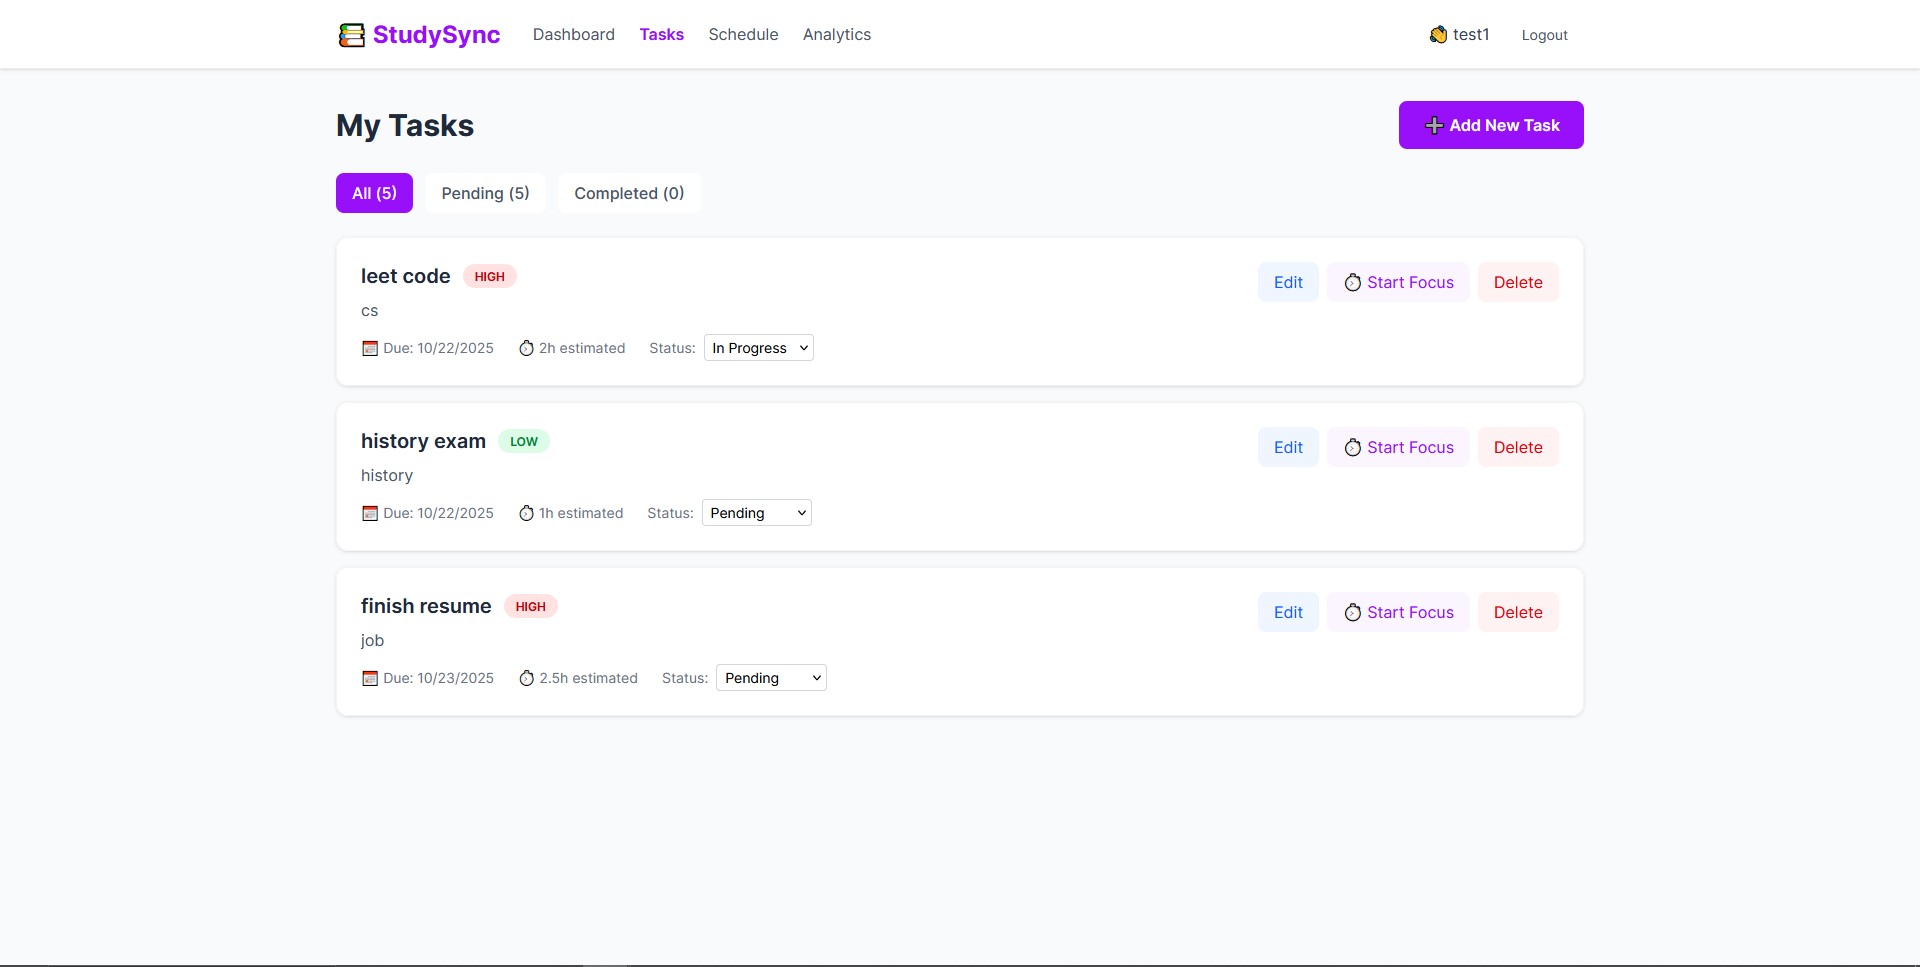 StudySync Dashboard Tasks Schedule Analytics test1 Logout
My Tasks
Add New Task
All (5) Pending (5) Completed (0)
leet code HIGH
Edit Start Focus Delete
cs
Due: 10/22/2025 2h estimated Status: In Progress
history exam LOW
Edit Start Focus Delete
history
Due: 10/22/2025 1h estimated Status: Pending
finish resume HIGH
Edit Start Focus Delete
job
Due: 10/23/2025 2.5h estimated Status: Pending